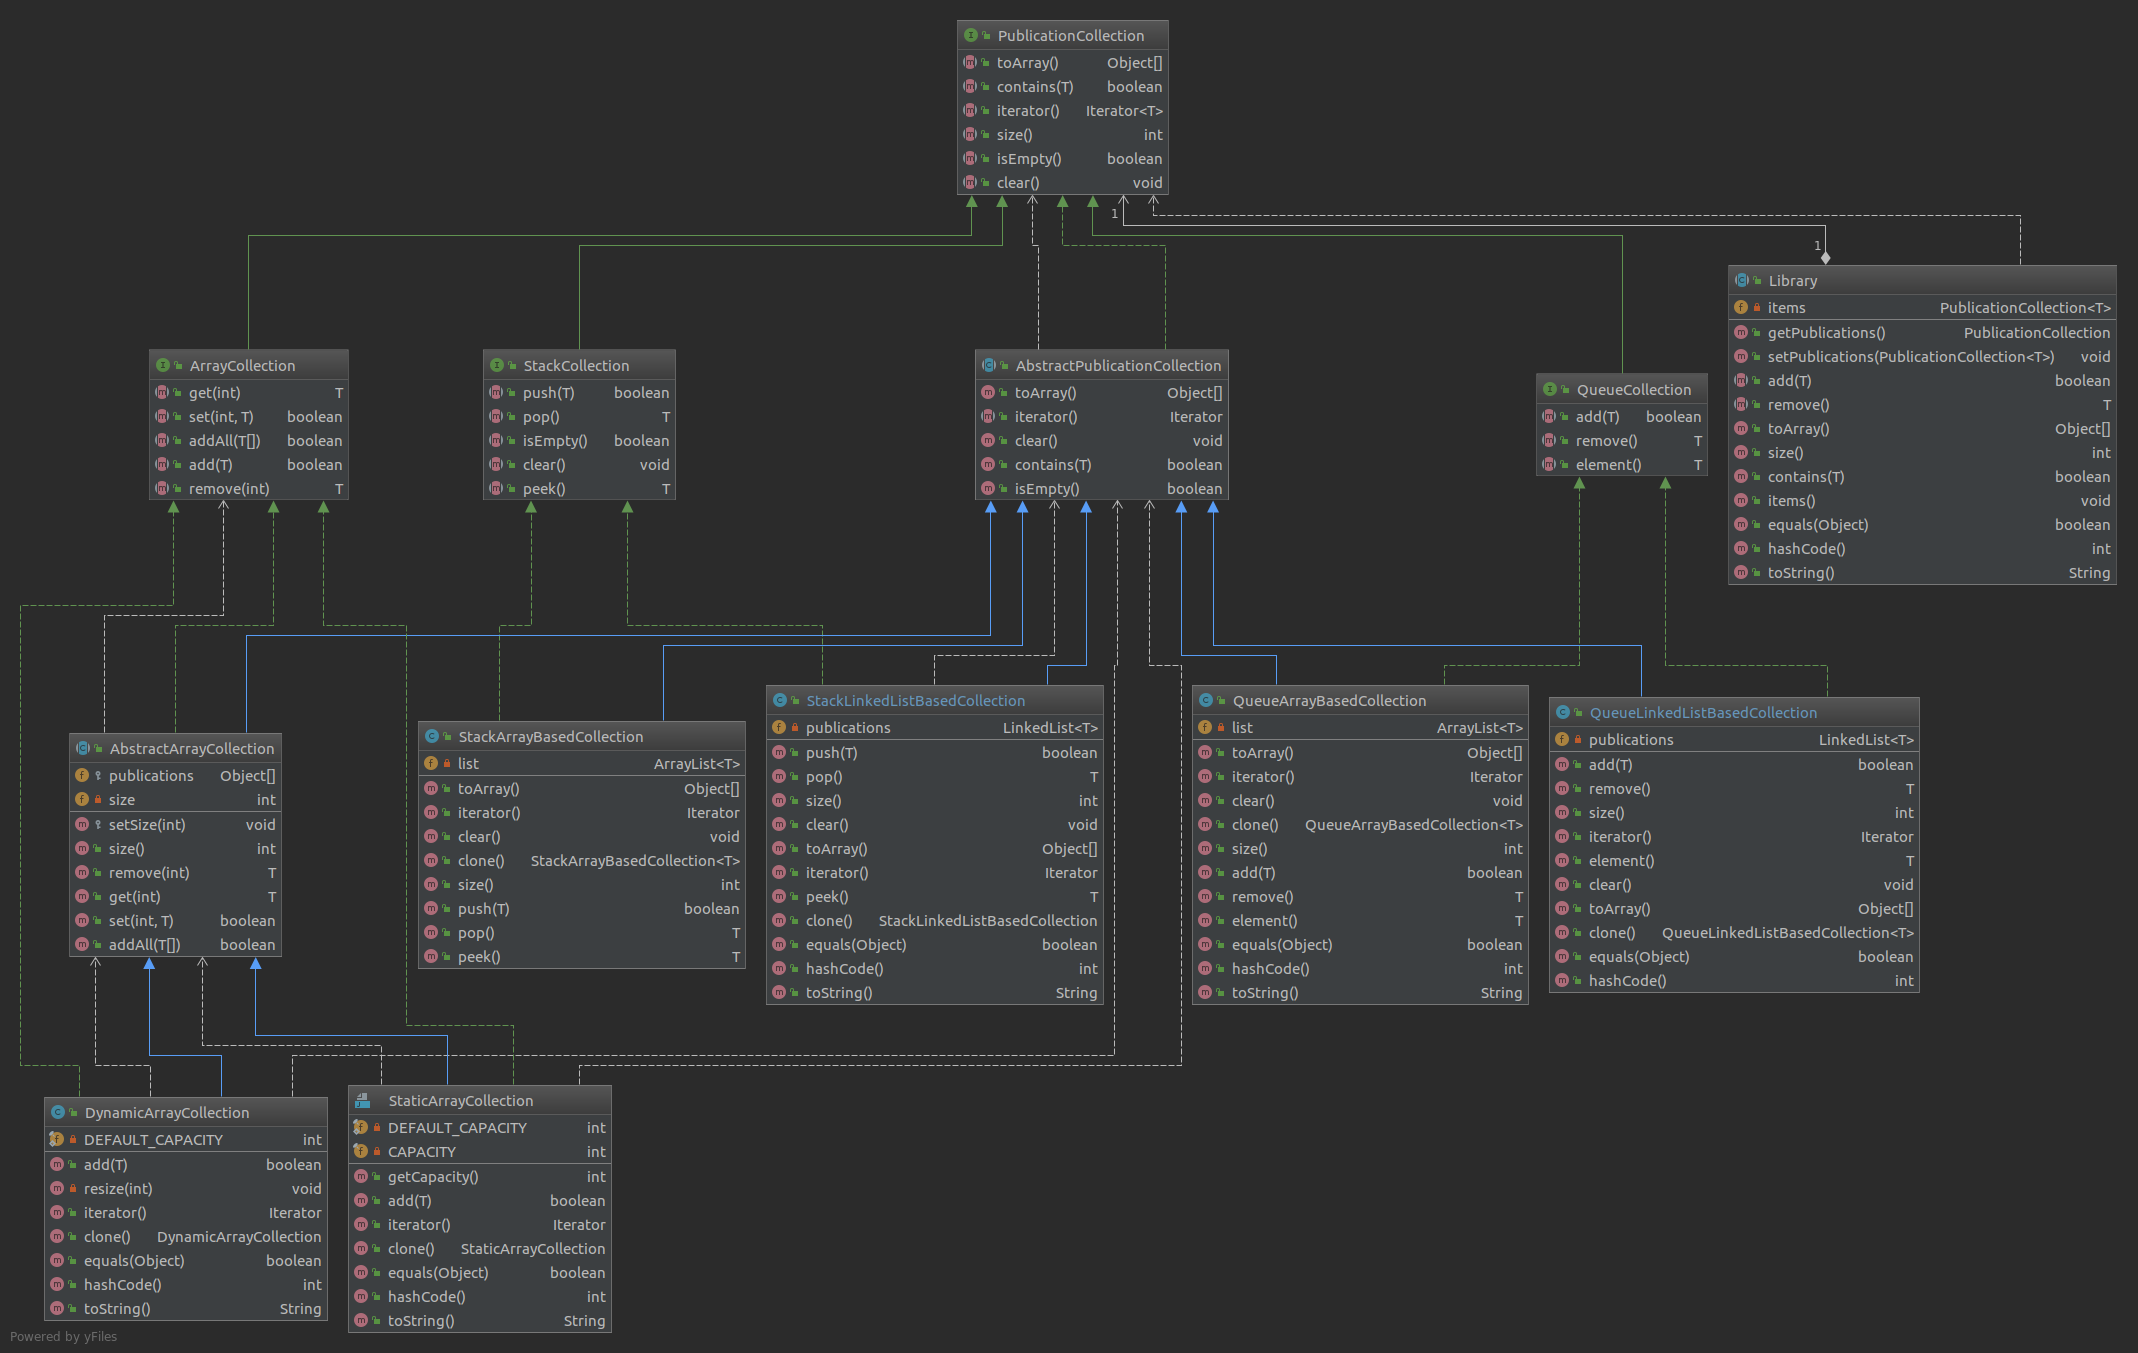 PublicationCollection
toArray() Object[]
contains(T) boolean
iterator() Iterator<T>
size() int
isEmpty() boolean
clear() void
1
1
Library
items PublicationCollection<T>
getPublications() PublicationCollection
setPublications(PublicationCollection<T>) void
add(T) boolean
remove() T
toArray() Object[]
size() int
contains(T) boolean
items() void
equals(Object) boolean
hashCode() int
toString() String
ArrayCollection
get(int) T
set(int, T) boolean
addAll(T[]) boolean
add(T) boolean
remove(int) T
StackCollection
push(T) boolean
pop() T
isEmpty() boolean
clear() void
peek() T
AbstractPublicationCollection
toArray() Object[]
iterator() Iterator
clear() void
contains(T) boolean
isEmpty() boolean
QueueCollection
add(T) boolean
remove() T
element() T
AbstractArrayCollection
publications Object[]
size int
setSize(int) void
size() int
remove(int) T
get(int) T
set(int, T) boolean
addAll(T[]) boolean
StackArrayBasedCollection
list ArrayList<T>
toArray() Object[]
iterator() Iterator
clear() void
clone() StackArrayBasedCollection<T>
size() int
push(T) boolean
pop() T
peek() T
StackLinkedListBasedCollection
publications LinkedList<T>
push(T) boolean
pop() T
size() int
clear() void
toArray() Object[]
iterator() Iterator
peek() T
clone() StackLinkedListBasedCollection
equals(Object) boolean
hashCode() int
toString() String
QueueArrayBasedCollection
list ArrayList<T>
toArray() Object[]
iterator() Iterator
clear() void
clone() QueueArrayBasedCollection<T>
size() int
add(T) boolean
remove() T
element() T
equals(Object) boolean
hashCode() int
toString() String
QueueLinkedListBasedCollection
publications LinkedList<T>
add(T) boolean
remove() T
size() int
iterator() Iterator
element() T
clear() void
toArray() Object[]
clone() QueueLinkedListBasedCollection<T>
equals(Object) boolean
hashCode() int
DynamicArrayCollection
DEFAULT_CAPACITY int
add(T) boolean
resize(int) void
iterator() Iterator
clone() DynamicArrayCollection
equals(Object) boolean
hashCode() int
toString() String
StaticArrayCollection
DEFAULT_CAPACITY int
CAPACITY int
getCapacity() int
add(T) boolean
iterator() Iterator
clone() StaticArrayCollection
equals(Object) boolean
hashCode() int
toString() String
Powered by yFiles